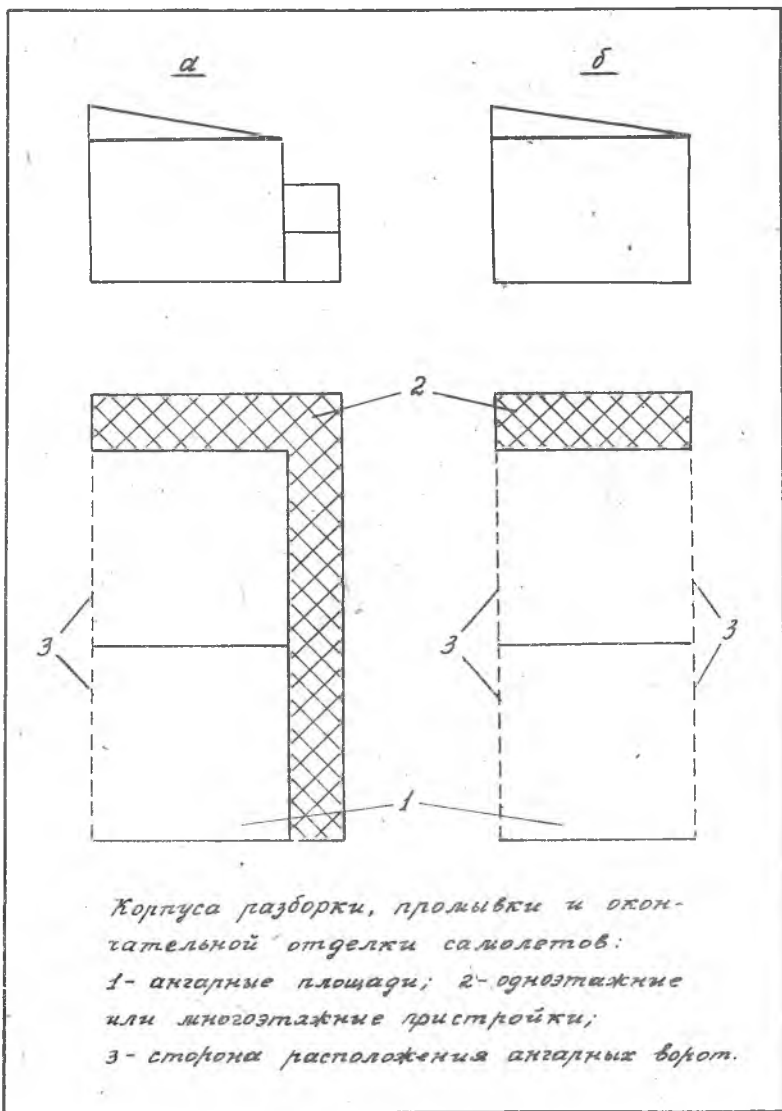 а б
2
3 3 3
1
Корпуса разборки, промывки и окон-
чательной отделки самолетов:
1- ангарные площади; 2- одноэтажные
или многоэтажные пристройки;
3- сторона расположения ангарных ворот.